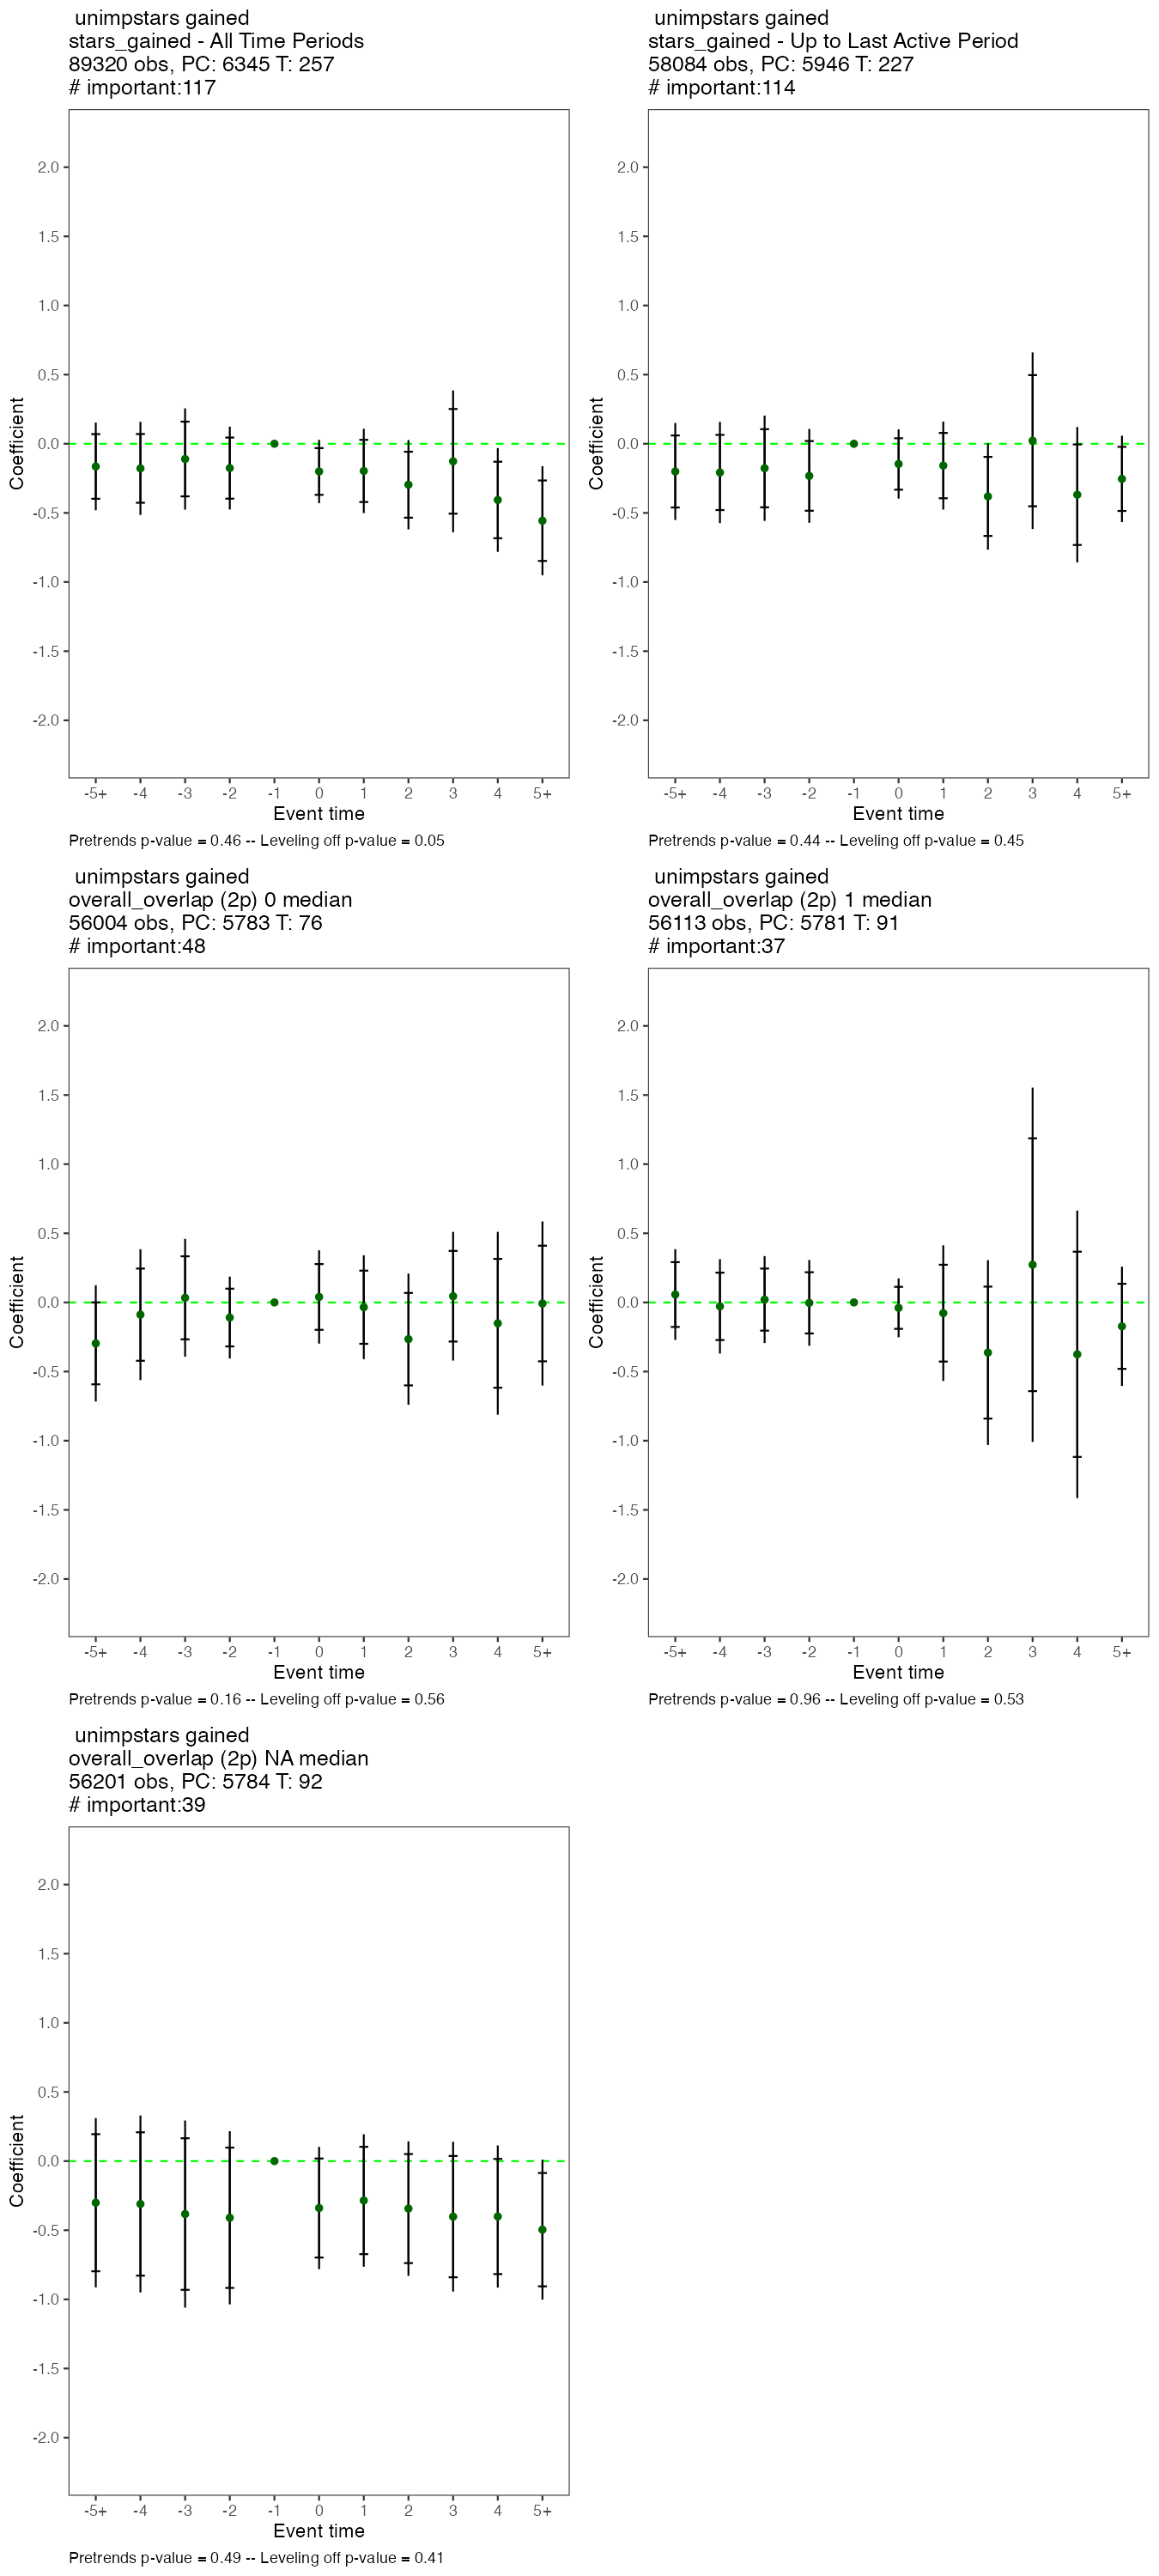 unimpstars gained
stars_gained - All Time Periods
89320 obs, PC: 6345 T: 257
# important:117
2.0
1.5
1.0
0.5
0.0
-0.5
-1.0
-1.5
-2.0
Coefficient
-5+ -4 -3 -2 -1 0 1 2 3 4 5+
Event time
Pretrends p-value = 0.46 -- Leveling off p-value = 0.05
unimpstars gained
stars_gained - Up to Last Active Period
58084 obs, PC: 5946 T: 227
# important:114
2.0
1.5
1.0
0.5
0.0
-0.5
-1.0
-1.5
-2.0
Coefficient
-5+ -4 -3 -2 -1 0 1 2 3 4 5+
Event time
Pretrends p-value = 0.44 -- Leveling off p-value = 0.45
unimpstars gained
overall_overlap (2p) 0 median
56004 obs, PC: 5783 T: 76
# important:48
2.0
1.5
1.0
0.5
0.0
-0.5
-1.0
-1.5
-2.0
Coefficient
-5+ -4 -3 -2 -1 0 1 2 3 4 5+
Event time
Pretrends p-value = 0.16 -- Leveling off p-value = 0.56
unimpstars gained
overall_overlap (2p) 1 median
56113 obs, PC: 5781 T: 91
# important:37
2.0
1.5
1.0
0.5
0.0
-0.5
-1.0
-1.5
-2.0
Coefficient
-5+ -4 -3 -2 -1 0 1 2 3 4 5+
Event time
Pretrends p-value = 0.96 -- Leveling off p-value = 0.53
unimpstars gained
overall_overlap (2p) NA median
56201 obs, PC: 5784 T: 92
# important:39
2.0
1.5
1.0
0.5
0.0
-0.5
-1.0
-1.5
-2.0
Coefficient
-5+ -4 -3 -2 -1 0 1 2 3 4 5+
Event time
Pretrends p-value = 0.49 -- Leveling off p-value = 0.41